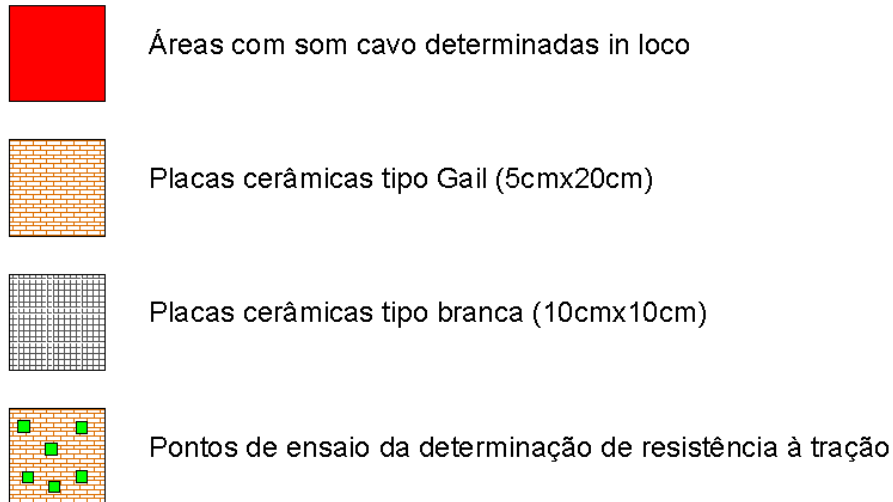 Áreas com som cavo determinadas in loco
Placas cerâmicas tipo Gail (5cmx20cm)
Placas cerâmicas tipo branca (10cmx10cm)
Pontos de ensaio da determinação de resistência à tração